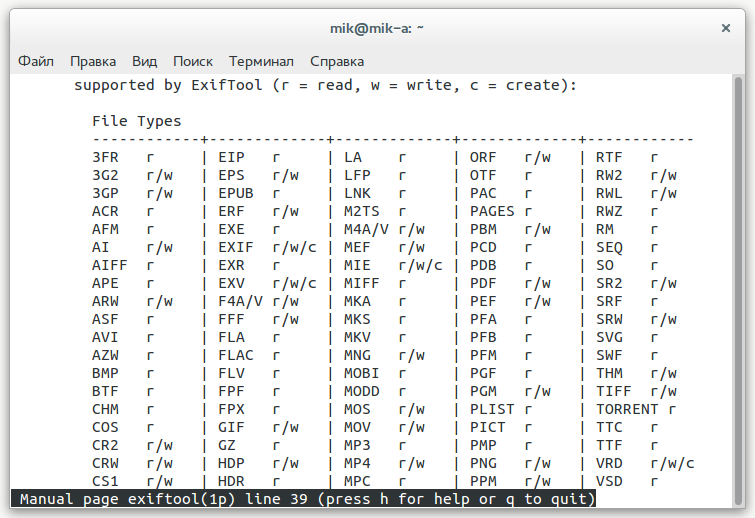 mik@mik-a: ~
Файл Правка Вид Поиск Терминал Справка
supported by ExifTool (r = read, w = write, c = create):
File Types
------------+-------------+-------------+-------------+------------
3FR   r     | EIP   r     | LA    r     | ORF   r/w   | RTF   r
3G2   r/w   | EPS   r/w   | LFP   r     | OTF   r     | RW2   r/w
3GP   r/w   | EPUB  r     | LNK   r     | PAC   r     | RWL   r/w
ACR   r     | ERF   r/w   | M2TS  r     | PAGES r     | RWZ   r
AFM   r     | EXE   r     | M4A/V r/w   | PBM   r/w   | RM    r
AI    r/w   | EXIF  r/w/c | MEF   r/w   | PCD   r     | SEQ   r
AIFF  r     | EXR   r     | MIE   r/w/c | PDB   r     | SO    r
APE   r     | EXV   r/w/c | MIFF  r     | PDF   r/w   | SR2   r/w
ARW   r/w   | F4A/V r/w   | MKA   r     | PEF   r/w   | SRF   r
ASF   r     | FFF   r/w   | MKS   r     | PFA   r     | SRW   r/w
AVI   r     | FLA   r     | MKV   r     | PFB   r     | SVG   r
AZW   r     | FLAC  r     | MNG   r/w   | PFM   r     | SWF   r
BMP   r     | FLV   r     | MOBI  r     | PGF   r     | THM   r/w
BTF   r     | FPF   r     | MODD  r     | PGM   r/w   | TIFF  r/w
CHM   r     | FPX   r     | MOS   r/w   | PLIST r     | TORRENT r
COS   r     | GIF   r/w   | MOV   r/w   | PICT  r     | TTC   r
CR2   r/w   | GZ    r     | MP3   r     | PMP   r     | TTF   r
CRW   r/w   | HDP   r/w   | MP4   r/w   | PNG   r/w   | VRD   r/w/c
CS1   r/w   | HDR   r     | MPC   r     | PPM   r/w   | VSD   r
Manual page exiftool(1p) line 39 (press h for help or q to quit)